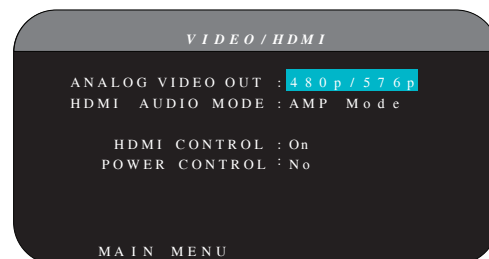 VIDEO/HDMI
ANALOG VIDEO OUT : 480p/576p
HDMI AUDIO MODE : AMP Mode
HDMI CONTROL : On
POWER CONTROL : No
MAIN MENU